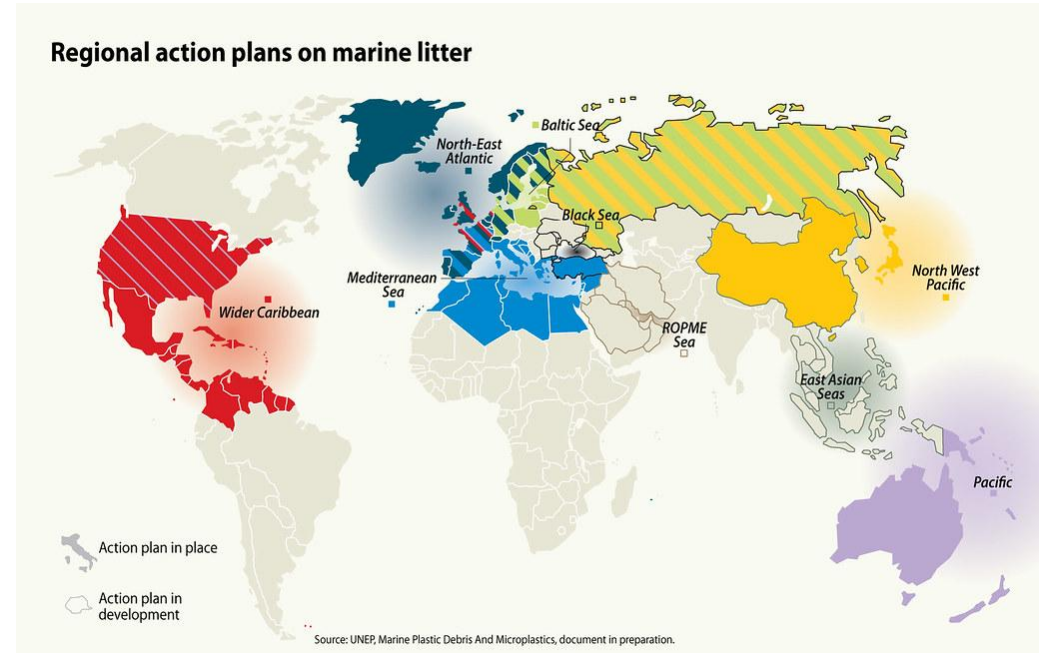 Regional action plans on marine litter
Baltic Sea
North-East
Atlantic
Black Sea
Mediterranean
Sea
North West
Pacific
Wider Caribbean
ROPME
Sea
East Asian
Seas
Pacific
Action plan in place
Action plan in
development
Source: UNEP, Marine Plastic Debris And Microplastics, document in preparation.